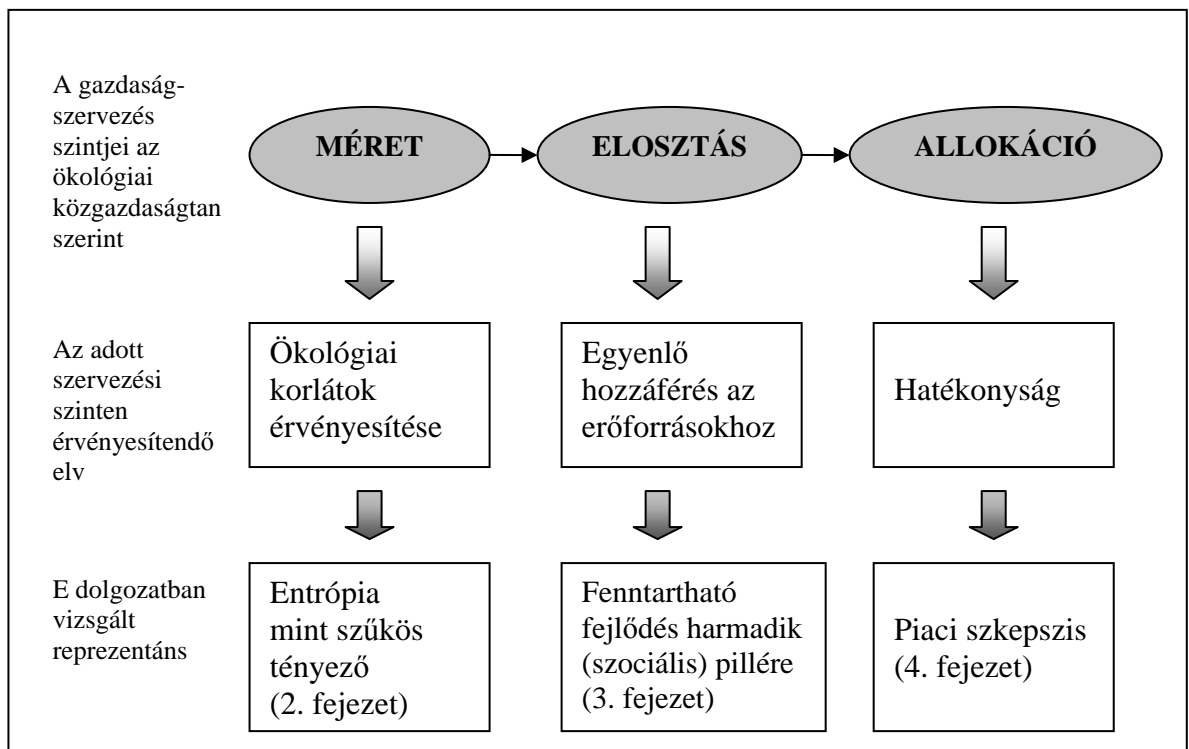 A gazdaság-
szervezés
szintjei az
ökológiai
közgazdaságtan
szerint
MÉRET
ELOSZTÁS
ALLOKÁCIÓ
Az adott
szervezési
szinten
érvényesítendő
elv
Ökológiai
korlátok
érvényesítése
Egyenlő
hozzáférés az
erőforrásokhoz
Hatékonyság
E dolgozatban
vizsgált
reprezentáns
Entrópia
mint szűkös
tényező
(2. fejezet)
Fenntartható
fejlődés harmadik
(szociális) pillére
(3. fejezet)
Piaci szkepszis
(4. fejezet)